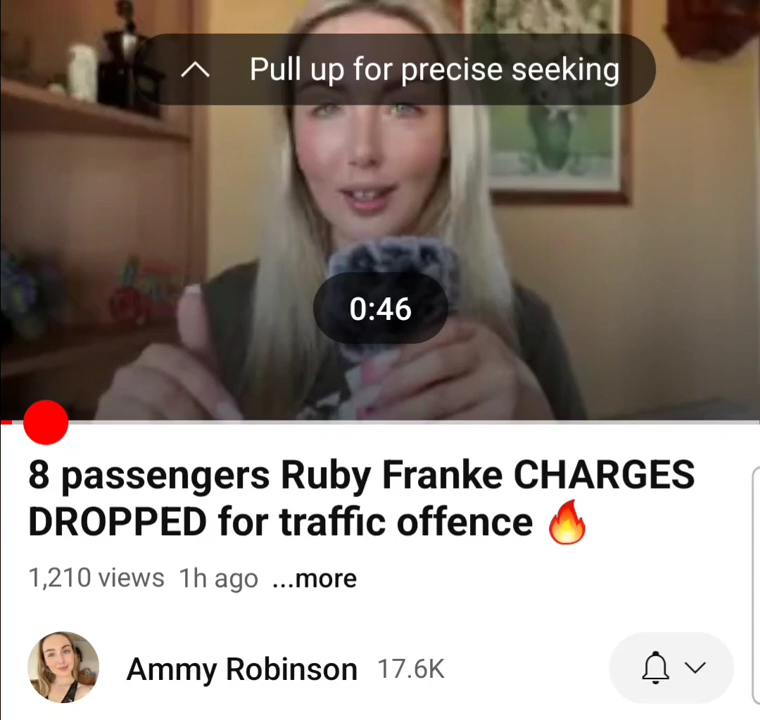 Pull up for precise seeking
0:46
8 passengers Ruby Franke CHARGES
DROPPED for traffic offence 🔥
1,210 views 1h ago ...more
Ammy Robinson 17.6K